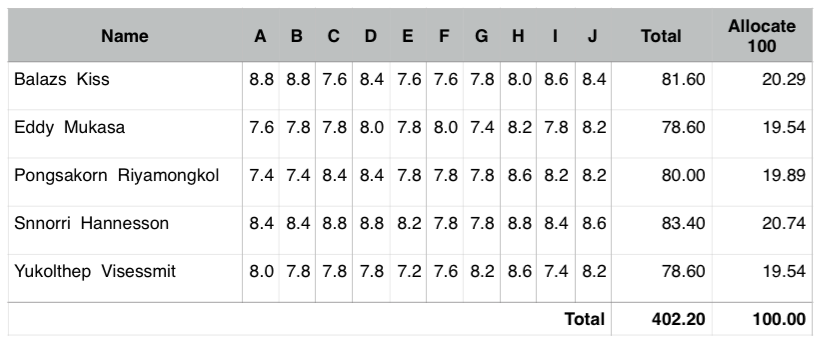 Name A B C D E F G H I J Total Allocate
100
Balazs Kiss 8.8 8.8 7.6 8.4 7.6 7.6 7.8 8.0 8.6 8.4 81.60 20.29
Eddy Mukasa 7.6 7.8 7.8 8.0 7.8 8.0 7.4 8.2 7.8 8.2 78.60 19.54
Pongsakorn Riyamongkol 7.4 7.4 8.4 8.4 7.8 7.8 7.8 8.6 8.2 8.2 80.00 19.89
Snnorri Hannesson 8.4 8.4 8.8 8.8 8.2 7.8 7.8 8.8 8.4 8.6 83.40 20.74
Yukolthep Visessmit 8.0 7.8 7.8 7.8 7.2 7.6 8.2 8.6 7.4 8.2 78.60 19.54
Total 402.20 100.00